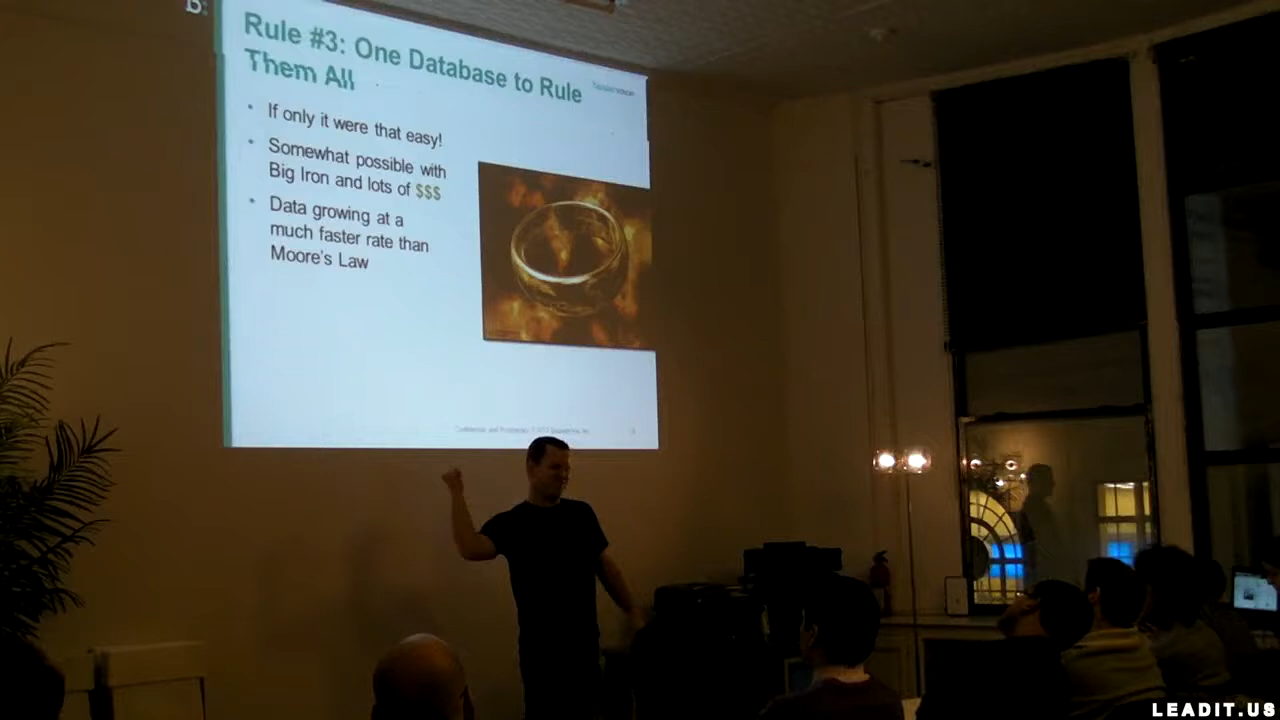 Rule #3: One Database to Rule
Them All
• If only it were that easy!
• Somewhat possible with
Big Iron and lots of $$$
• Data growing at a
much faster rate than
Moore's Law
LEADIT.US